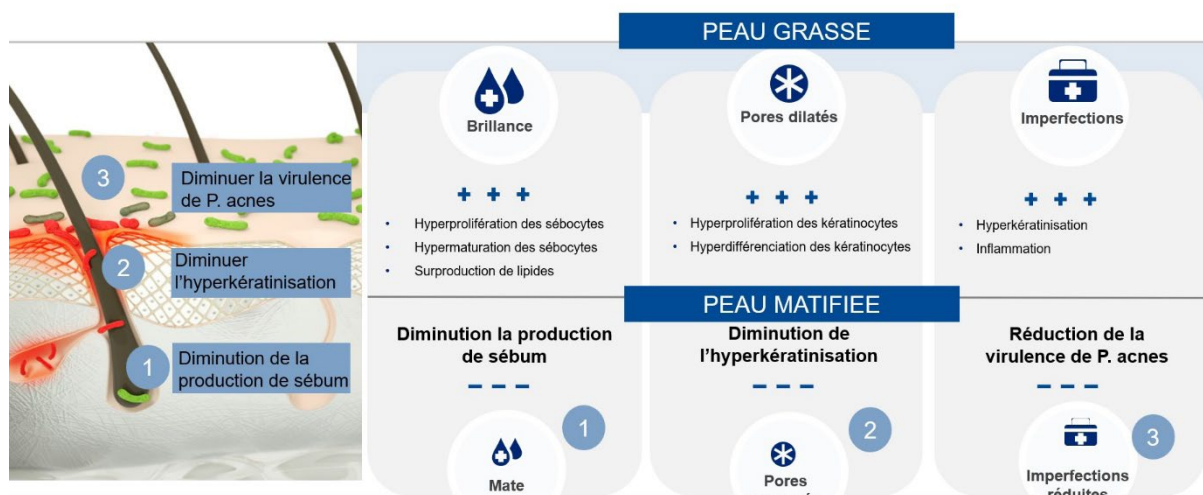 PEAU GRASSE
3
Diminuer la virulence
de P. acnes
2
Diminuer
l’hyperkératinisation
1
Diminution de la
production de sébum
Brillance
+ + +
• Hyperprolifération des sébocytes
• Hypermaturation des sébocytes
• Surproduction de lipides
Pores dilatés
+ + +
• Hyperprolifération des kératinocytes
• Hyperdifférenciation des kératinocytes
Imperfections
+ + +
• Hyperkératinisation
• Inflammation
PEAU MATIFIEE
Diminution la production
de sébum
– – –
1
Mate
Diminution de
l’hyperkératinisation
– – –
2
Pores
Réduction de la
virulence de P. acnes
– – –
3
Imperfections
réduites